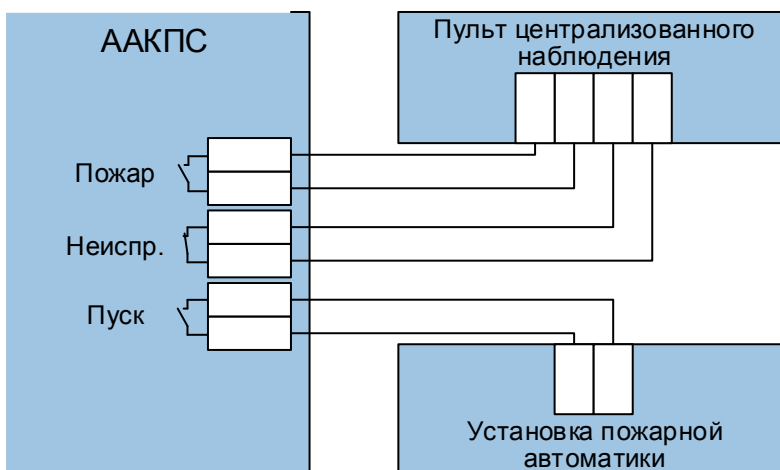 ААКПС
Пульт централизованного
наблюдения
Пожар
Неиспр.
Пуск
Установка пожарной
автоматики